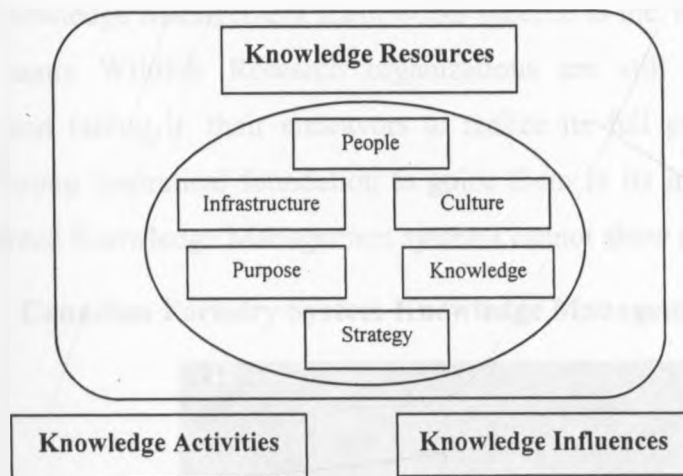 Knowledge Resources
People
Infrastructure Culture
Purpose Knowledge
Strategy
Knowledge Activities Knowledge Influences